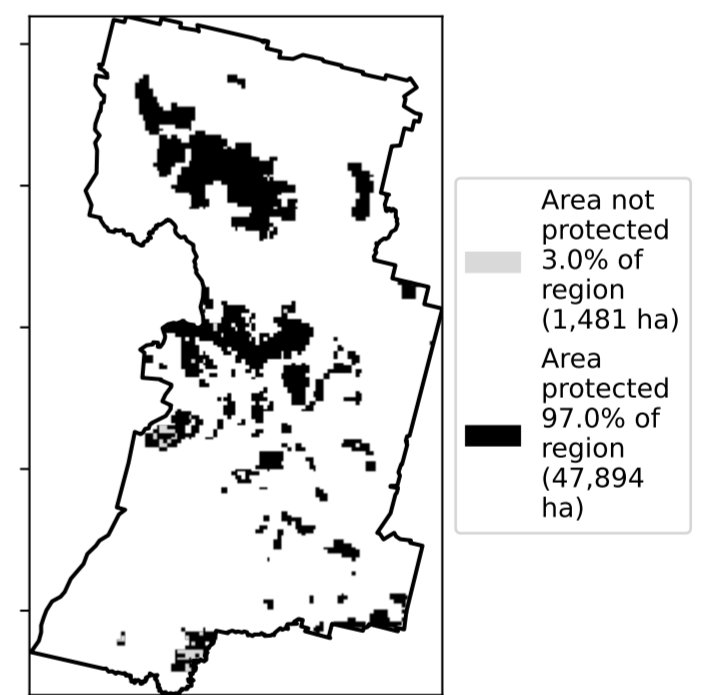 Area not
protected
3.0% of
region
(1,481 ha)
Area
protected
97.0% of
region
(47,894
ha)